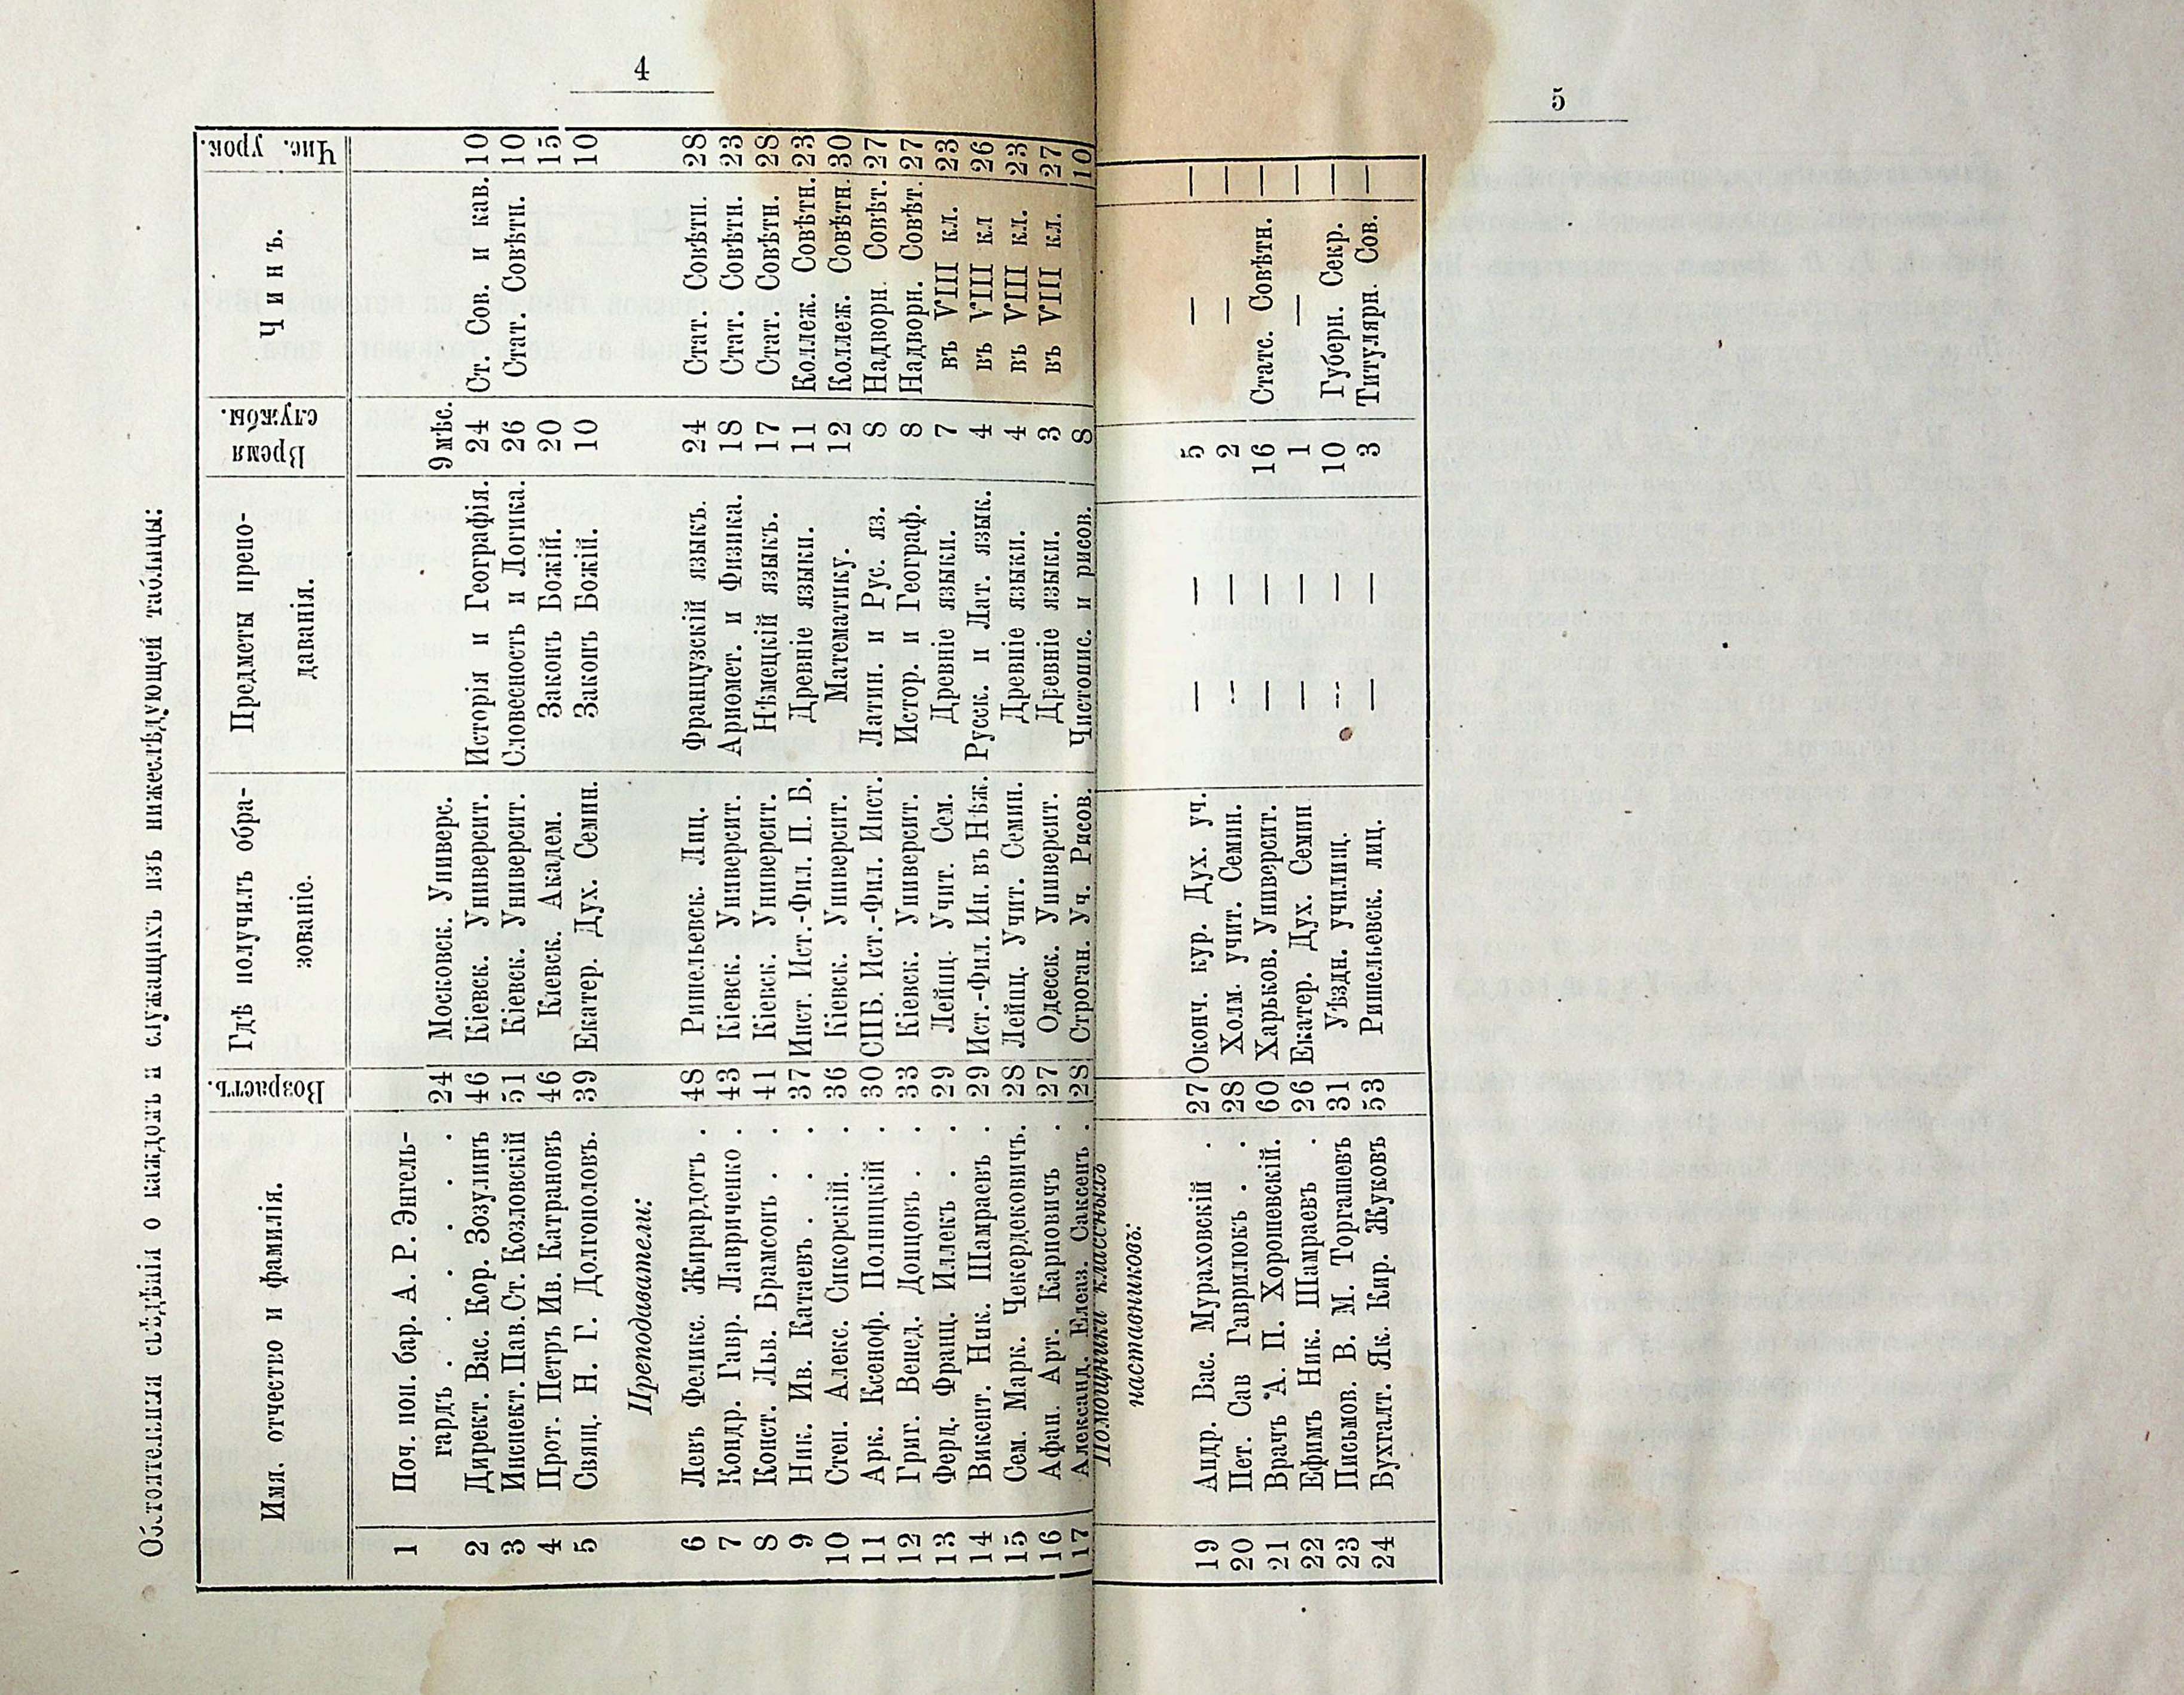 4
Обстоятельныя свѣдѣнія о каждомъ и служащихъ изъ нижеслѣдующей таблицы:
Имя. отчество и фамилія. Возрастъ. Гдѣ получилъ обра- Предметы препо- Время Чинъ. Чис. урок.
зованіе. даванія. службы.
1 Поч. поп. бар. А. Р. Энгель-
гардъ . . . . . . 24 Московск. Универс. 9 мѣс.
2 Директ. Вас. Кор. Зозулинъ 46 Кіевск. Университ. Исторія и Географія. 24 Ст. Сов. и кав. 10
3 Инспект. Пав. Ст. Козловскій 51 Кіевск. Университ. Словесность и Логика. 26 Стат. Совѣтн. 10
4 Прот. Петръ Ив. Катрановъ 46 Кіевск. Академ. Законъ Божій. 20 15
5 Свящ. Н. Г. Долгополовъ. 39 Екатер. Дух. Семин. Законъ Божій. 10 10
Преподаватели:
6 Левъ Феликс. Жирардотъ . 48 Ришельевск. Лиц. Французскій языкъ. 24 Стат. Совѣтн. 28
7 Кондр. Гавр. Лавриченко . 43 Кіевск. Университ. Ариѳмет. и Физика. 18 Стат. Совѣтн. 23
8 Конст. Льв. Брамсонъ . . 41 Кіевск. Университ. Нѣмецкій языкъ. 17 Стат. Совѣтн. 28
9 Ник. Ив. Катаевъ . . . 37 Инст. Ист.-Фил. П. Б. Древніе языки. 11 Коллеж. Совѣтн. 23
10 Степ. Алекс. Сикорскій. . 36 Кіевск. Университ. Математику. 12 Коллеж. Совѣтн. 30
11 Арк. Ксеноф. Полницкій . 30 СПБ. Ист.-Фил. Инст. Латин. и Рус. яз. 8 Надворн. Совѣт. 27
12 Григ. Венед. Донцовъ . . 33 Кіевск. Университ. Истор. и Географ. 8 Надворн. Совѣт. 27
13 Ферд. Франц. Иллекъ . . 29 Лейпц. Учит. Сем. Древніе языки. 7 въ VIII кл. 23
14 Викент. Ник. Шамраевъ . 29 Ист.-Фил. Ин. въ Нѣж. Русск. и Лат. язык. 4 въ VIII кл 26
15 Сем. Марк. Чекердековичъ. 28 Лейпц. Учит. Семин. Древніе языки. 4 въ VIII кл. 23
16 Афан. Арт. Карповичъ . 27 Одесск. Университ. Древніе языки. 3 въ VIII кл. 27
17 Александ. Елеаз. Саксенъ . 28 Строган. Уч. Рисов. Чистопис. и рисов. 8 10
5
Помощники классныхъ
наставниковъ:
19 Андр. Вас. Мураховскій . 27 Оконч. кур. Дух. уч. — — 5 — —
20 Пет. Сав Гаврилюкъ . . 28 Холм. учит. Семин. — — 2 — —
21 Врачъ А. П. Хорошевскій. 60 Харьков. Университ. — — 16 Статс. Совѣтн. —
22 Ефимъ Ник. Шамраевъ . 26 Екатер. Дух. Семин — — 1 — —
23 Письмов. В. М. Торгашевъ 31 Уѣздн. училищ. — — 10 Губерн. Секр. —
24 Бухгалт. Як. Кир. Жуковъ 53 Ришельевск. лиц. — — 3 Титулярн. Сов. —